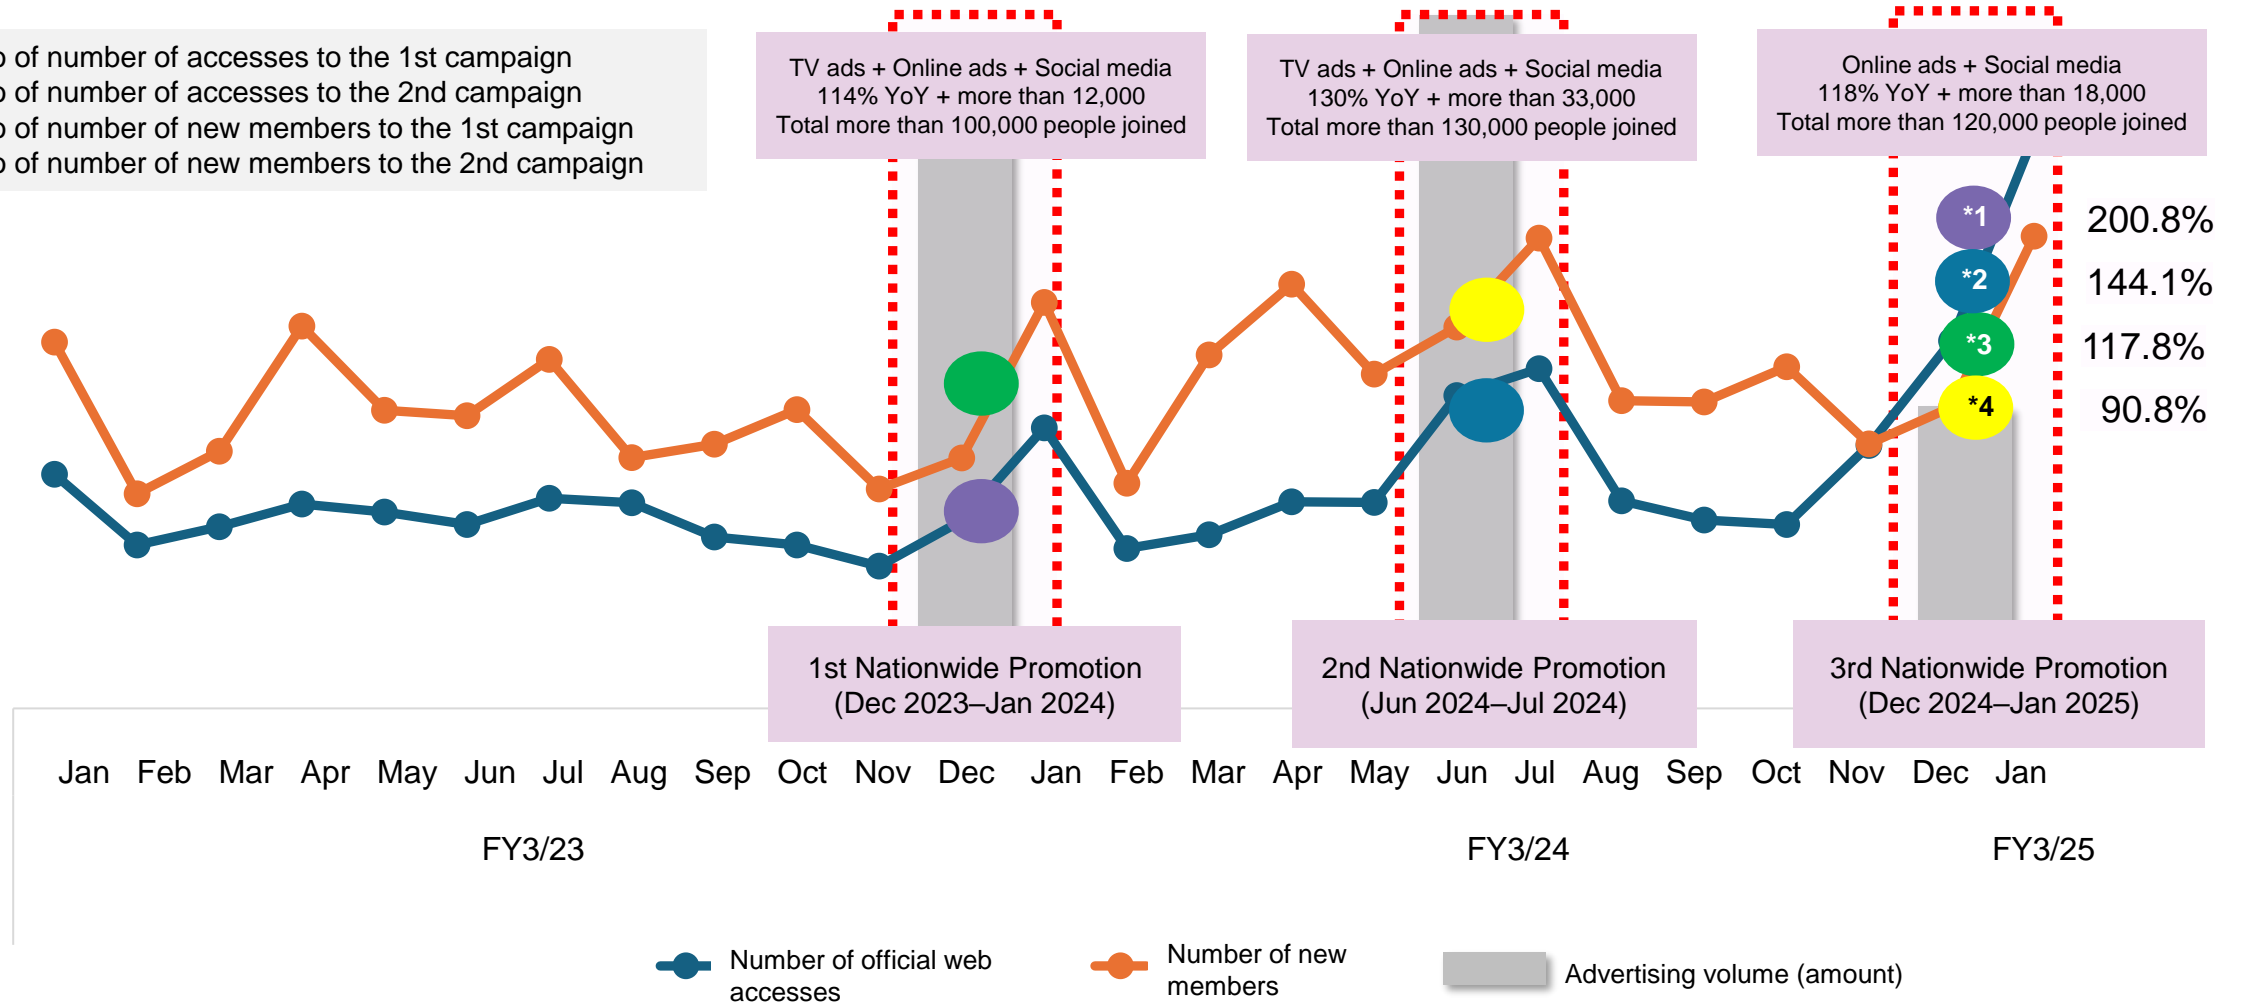 of number of accesses to the 1st campaign
of number of accesses to the 2nd campaign
of number of new members to the 1st campaign
of number of new members to the 2nd campaign
TV ads + Online ads + Social media
114% YoY + more than 12,000
Total more than 100,000 people joined
TV ads + Online ads + Social media
130% YoY + more than 33,000
Total more than 130,000 people joined
Online ads + Social media
118% YoY + more than 18,000
Total more than 120,000 people joined
*1 200.8%
*2 144.1%
*3 117.8%
*4 90.8%
1st Nationwide Promotion
(Dec 2023–Jan 2024)
2nd Nationwide Promotion
(Jun 2024–Jul 2024)
3rd Nationwide Promotion
(Dec 2024–Jan 2025)
Jan Feb Mar Apr May Jun Jul Aug Sep Oct Nov Dec Jan Feb Mar Apr May Jun Jul Aug Sep Oct Nov Dec Jan
FY3/23 FY3/24 FY3/25
Number of official web
accesses
Number of new
members
Advertising volume (amount)